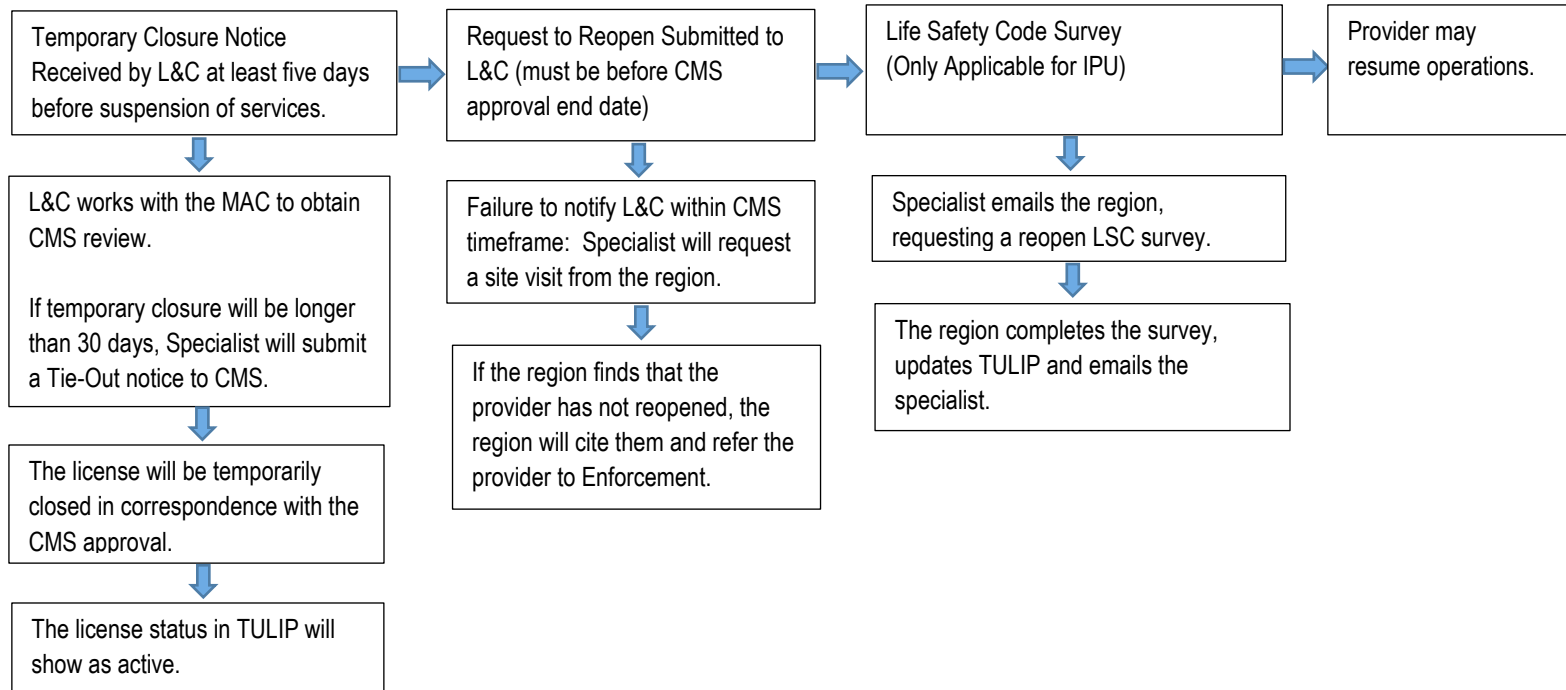 Temporary Closure Notice
Received by L&C at least five days
before suspension of services.
L&C works with the MAC to obtain
CMS review.
If temporary closure will be longer
than 30 days, Specialist will submit
a Tie-Out notice to CMS.
The license will be temporarily
closed in correspondence with the
CMS approval.
The license status in TULIP will
show as active.
Request to Reopen Submitted to
L&C (must be before CMS
approval end date)
Failure to notify L&C within CMS
timeframe: Specialist will request
a site visit from the region.
If the region finds that the
provider has not reopened, the
region will cite them and refer the
provider to Enforcement.
Life Safety Code Survey
(Only Applicable for IPU)
Specialist emails the region,
requesting a reopen LSC survey.
The region completes the survey,
updates TULIP and emails the
specialist.
Provider may
resume operations.